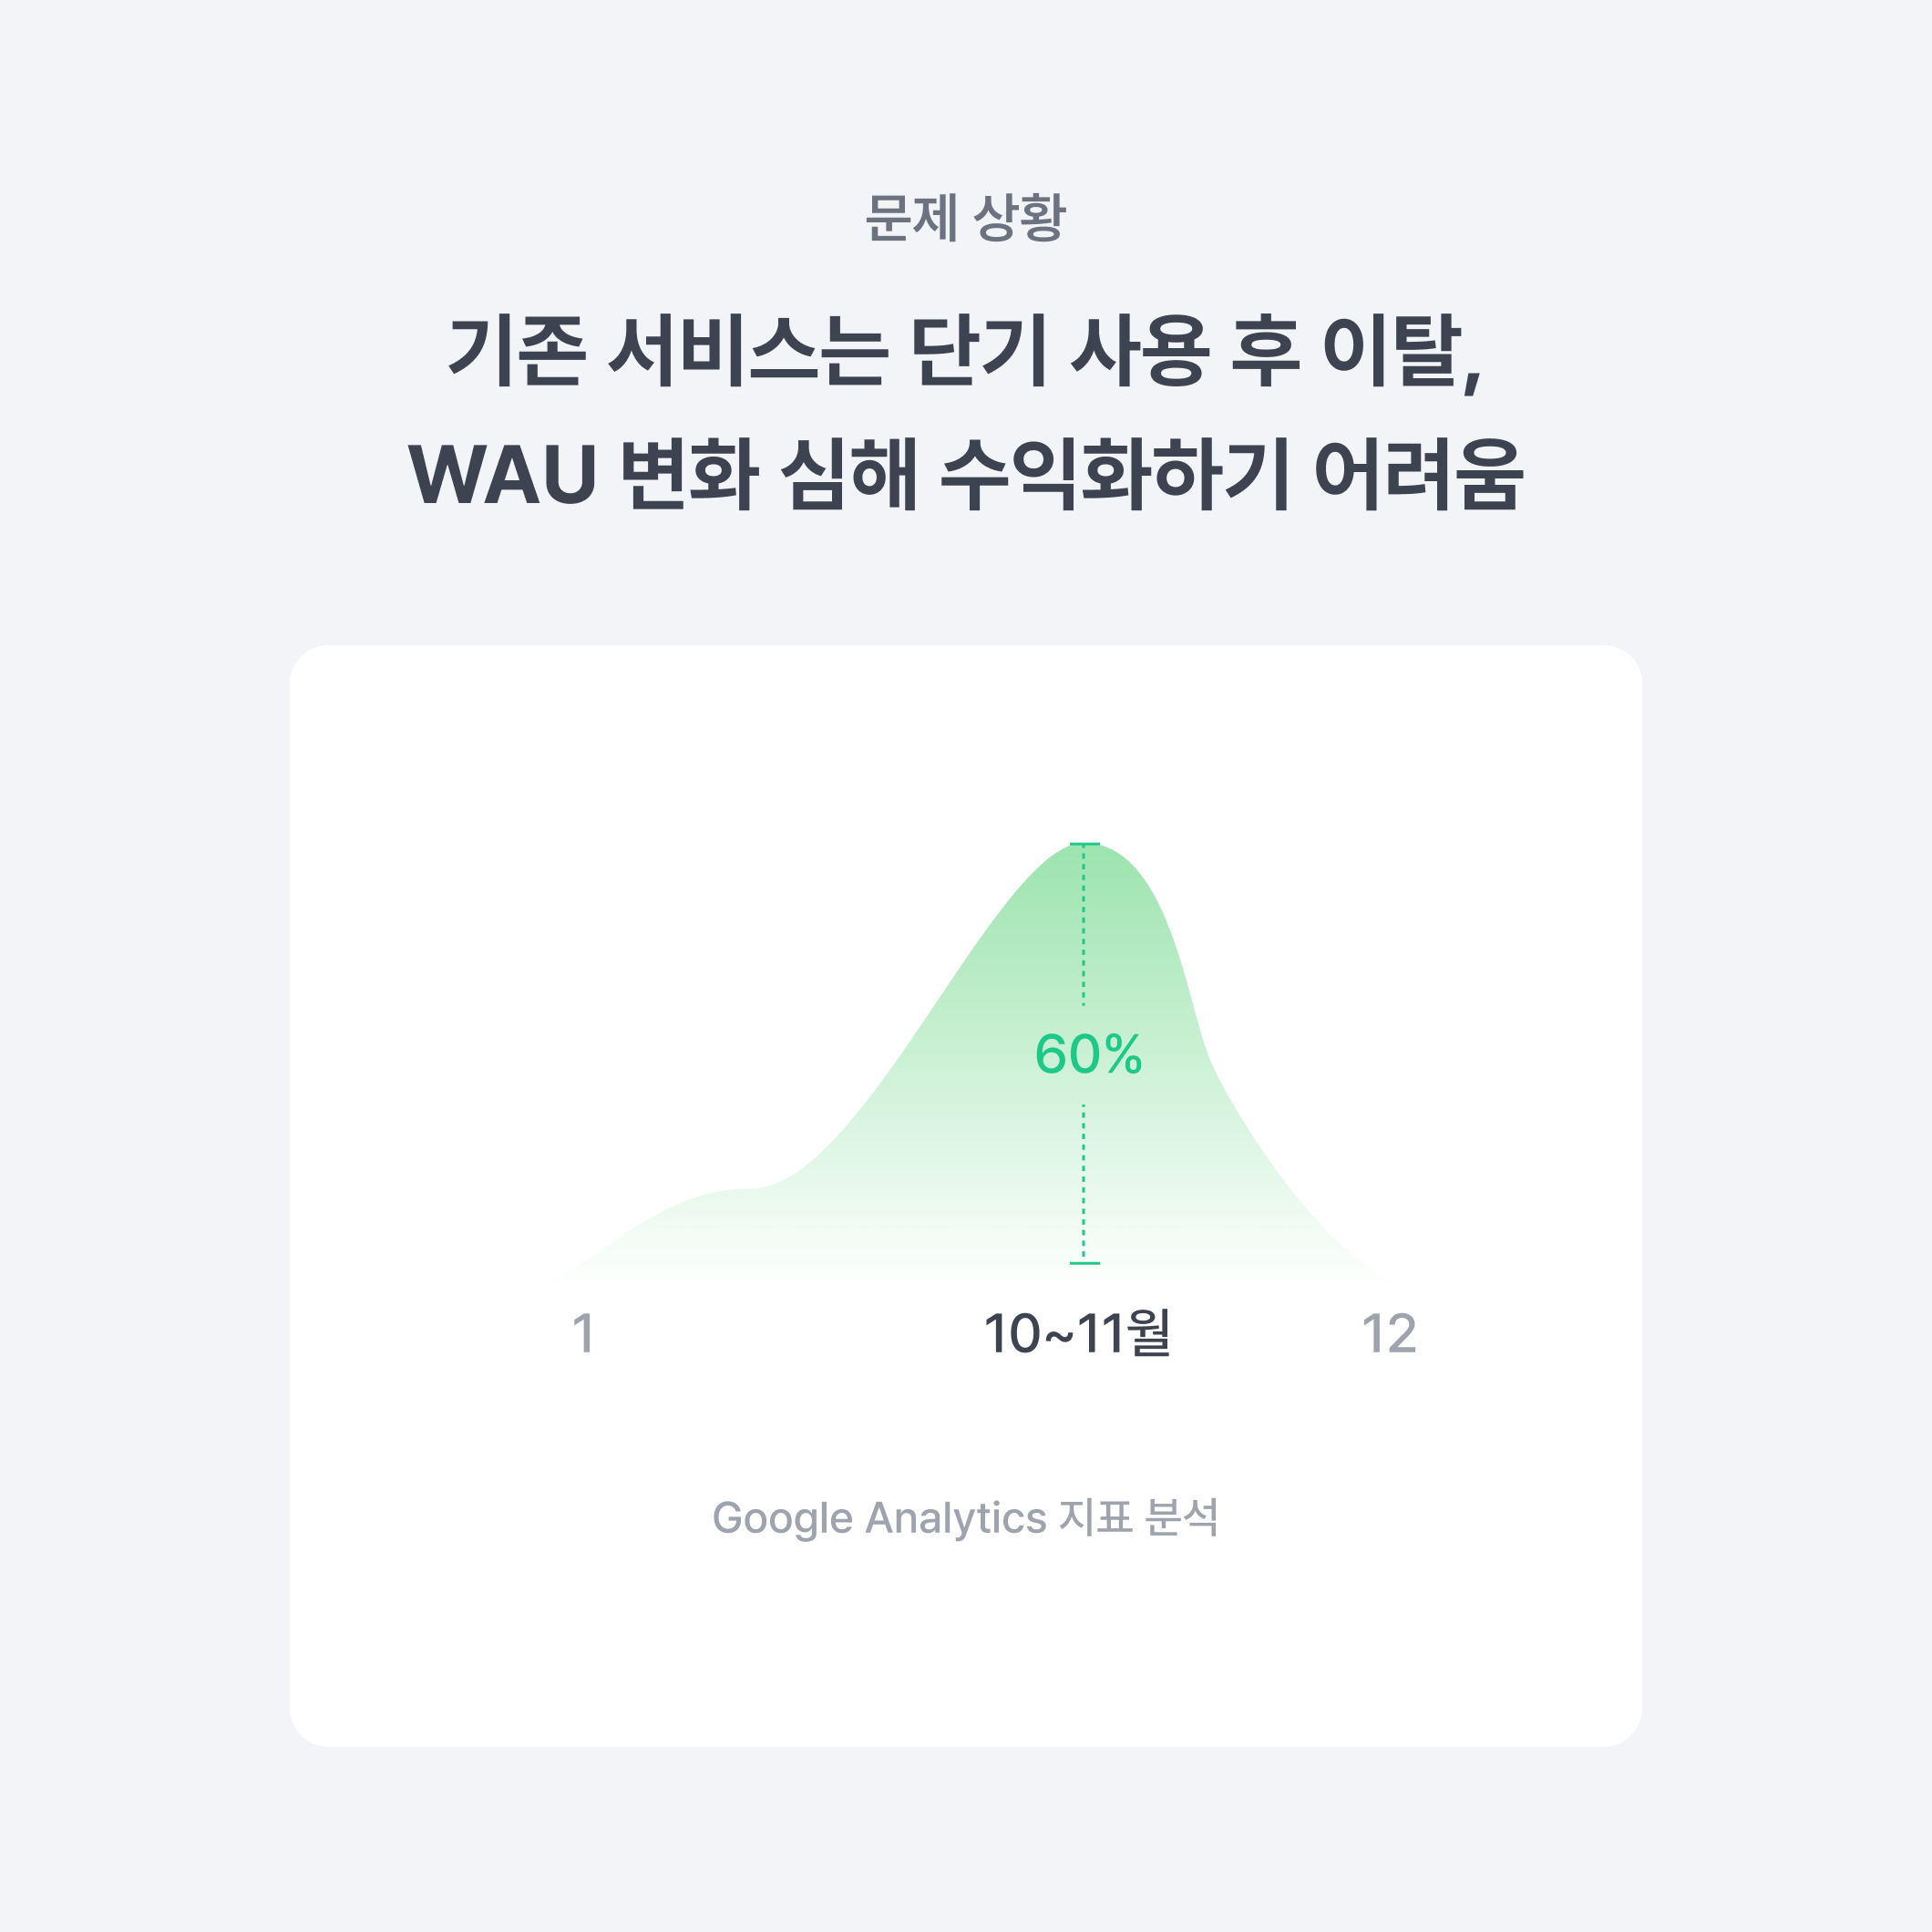 문제 상황
기존 서비스는 단기 사용 후 이탈,
WAU 변화 심해 수익화하기 어려움
60%
1 10~11월 12
Google Analytics 지표 분석